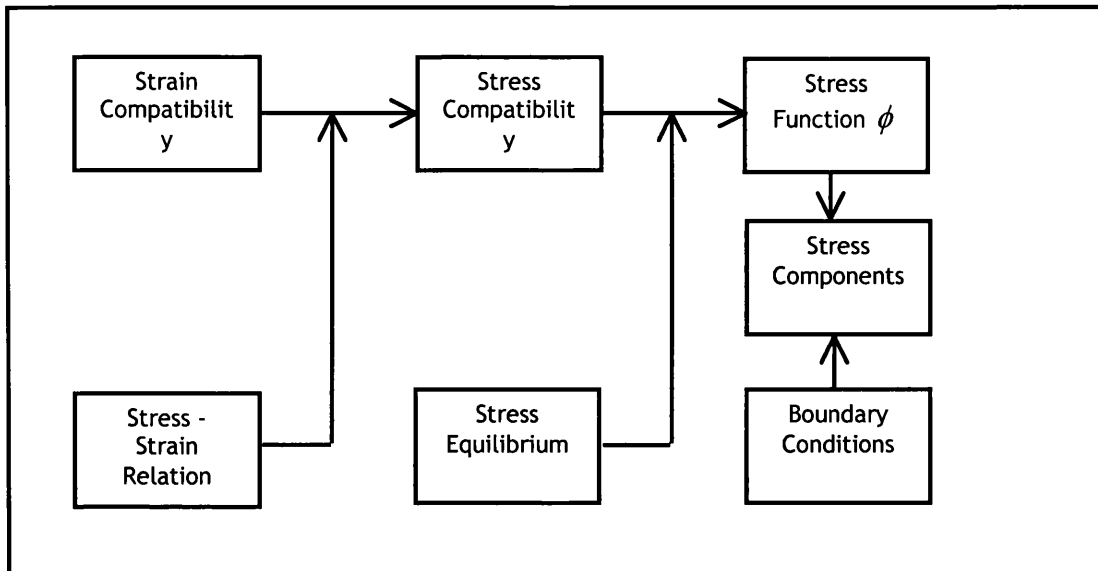 Strain
Compatibilit
y
Stress
Compatibilit
y
Stress
Function ϕ
Stress
Components
Stress -
Strain
Relation
Stress
Equilibrium
Boundary
Conditions